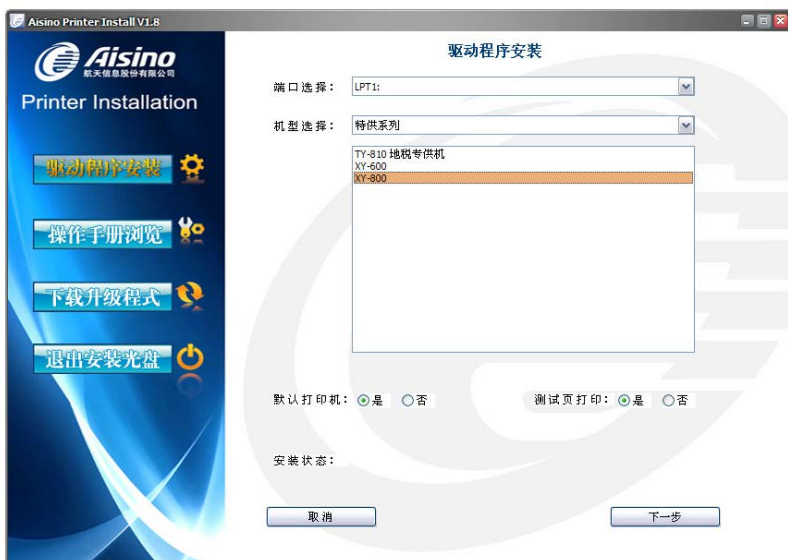 Aisino Printer Install V1.8
Aisino
航天信息股份有限公司
Printer Installation
驱动程序安装
操作手册浏览
下载升级程式
退出安装光盘
驱动程序安装
端口选择： LPT1:
机型选择： 特供系列
TY-810 地税专供机
XY-600
XY-800
默认打印机： 是 否 测试页打印： 是 否
安装状态：
取消 下一步